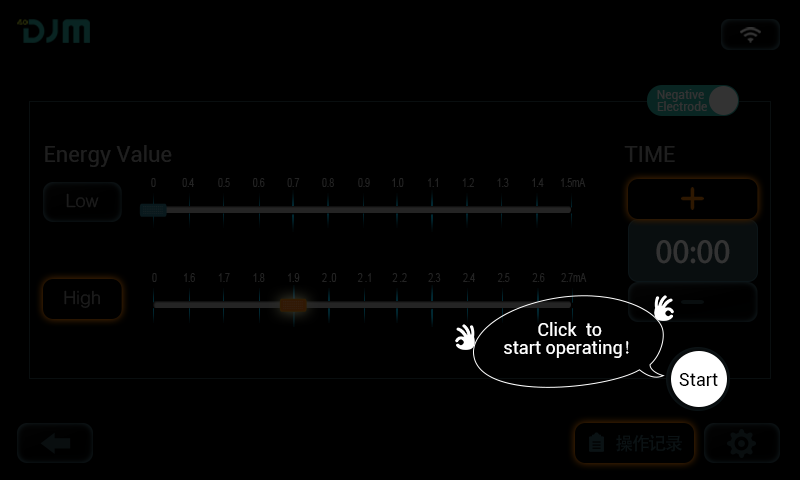 4.0 DJM
Negative
Electrode
Energy Value
TIME
0 0.4 0.5 0.6 0.7 0.8 0.9 1.0 1.1 1.2 1.3 1.4 1.5mA
Low
00:00
0 1.6 1.7 1.8 1.9 2.0 2.1 2.2 2.3 2.4 2.5 2.6 2.7mA
High
Click to
start operating!
Start
操作记录